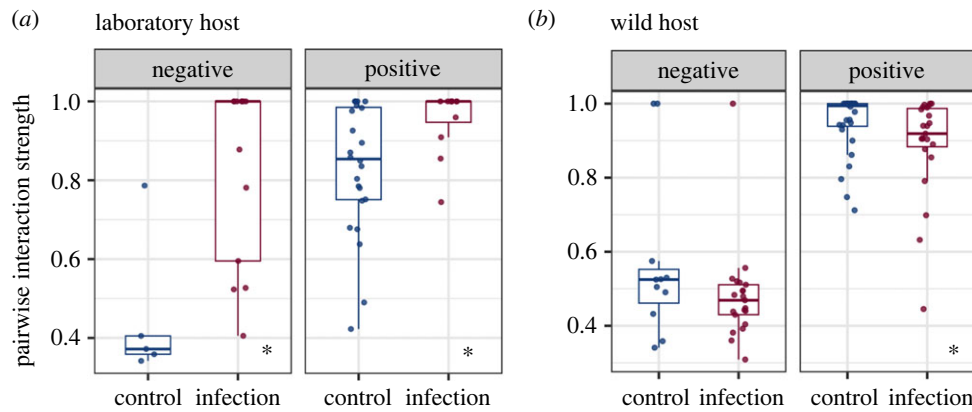 (a) laboratory host
(b) wild host
negative positive
negative positive
pairwise interaction strength
1.0
0.8
0.6
0.4
1.0
0.8
0.6
0.4
* *
*
control infection control infection
control infection control infection